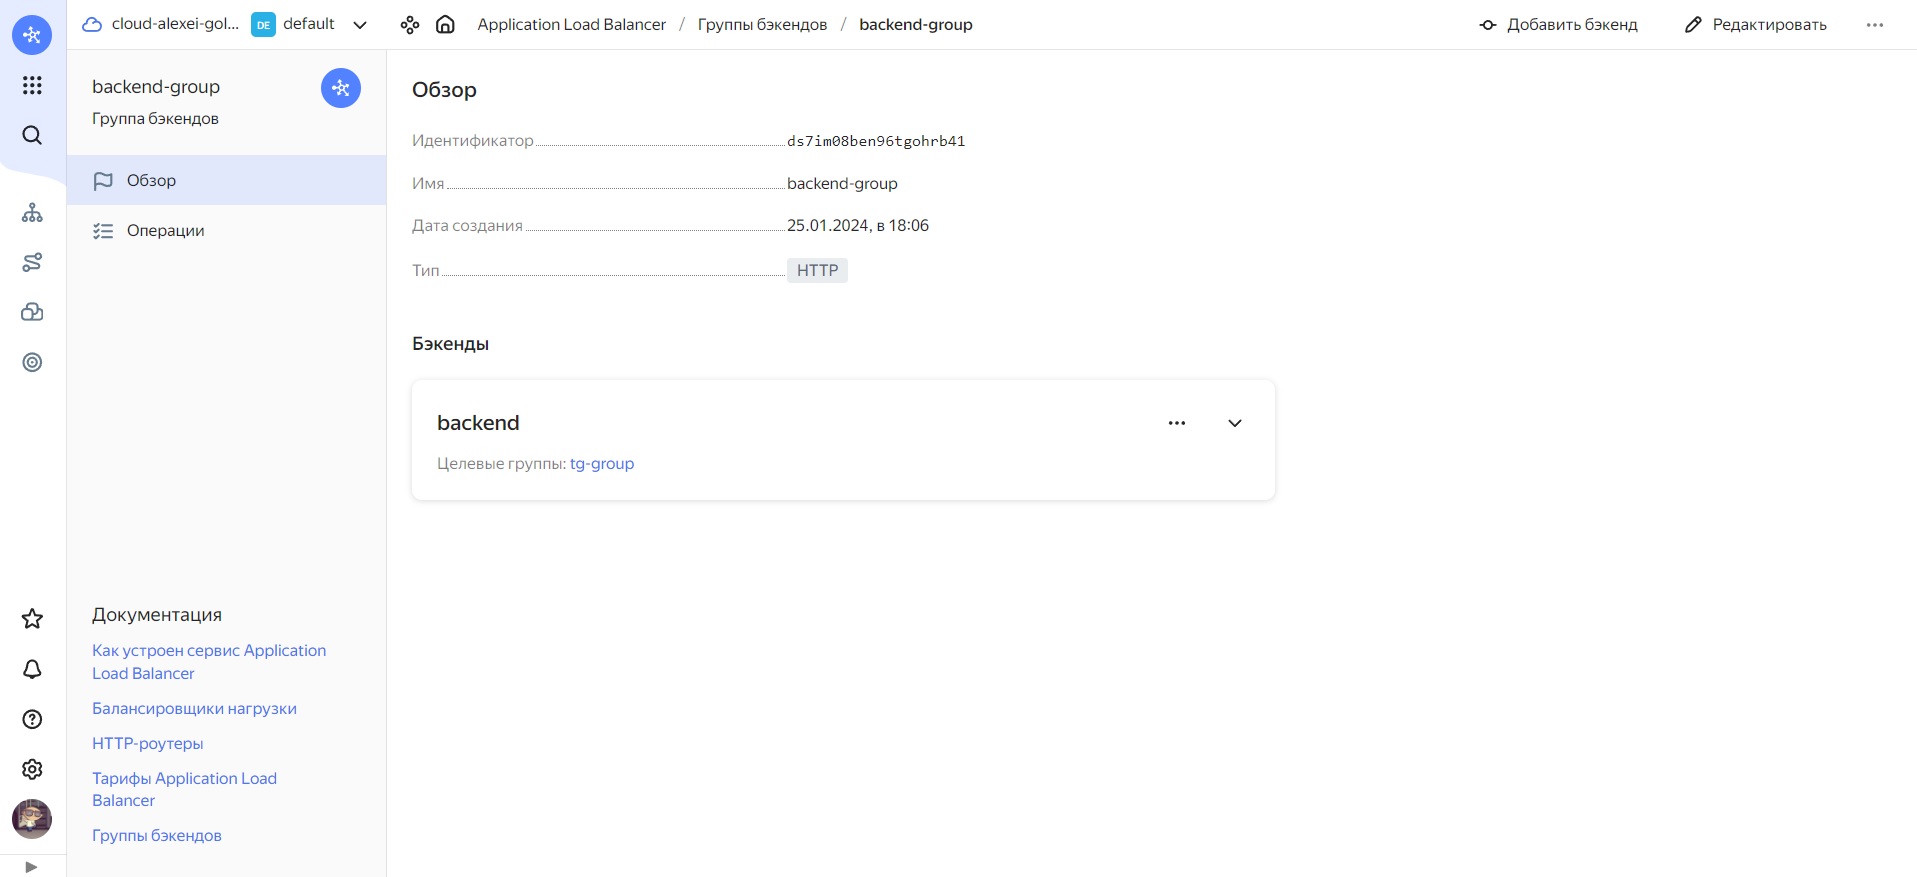 cloud-alexei-gol... DE default Application Load Balancer / Группы бэкендов / backend-group Добавить бэкенд Редактировать
backend-group
Группа бэкендов
Обзор
Операции
Документация
Как устроен сервис Application
Load Balancer
Балансировщики нагрузки
HTTP-роутеры
Тарифы Application Load
Balancer
Группы бэкендов
Обзор
Идентификатор ds7im08ben96tgohrb41
Имя backend-group
Дата создания 25.01.2024, в 18:06
Тип HTTP
Бэкенды
backend
Целевые группы: tg-group